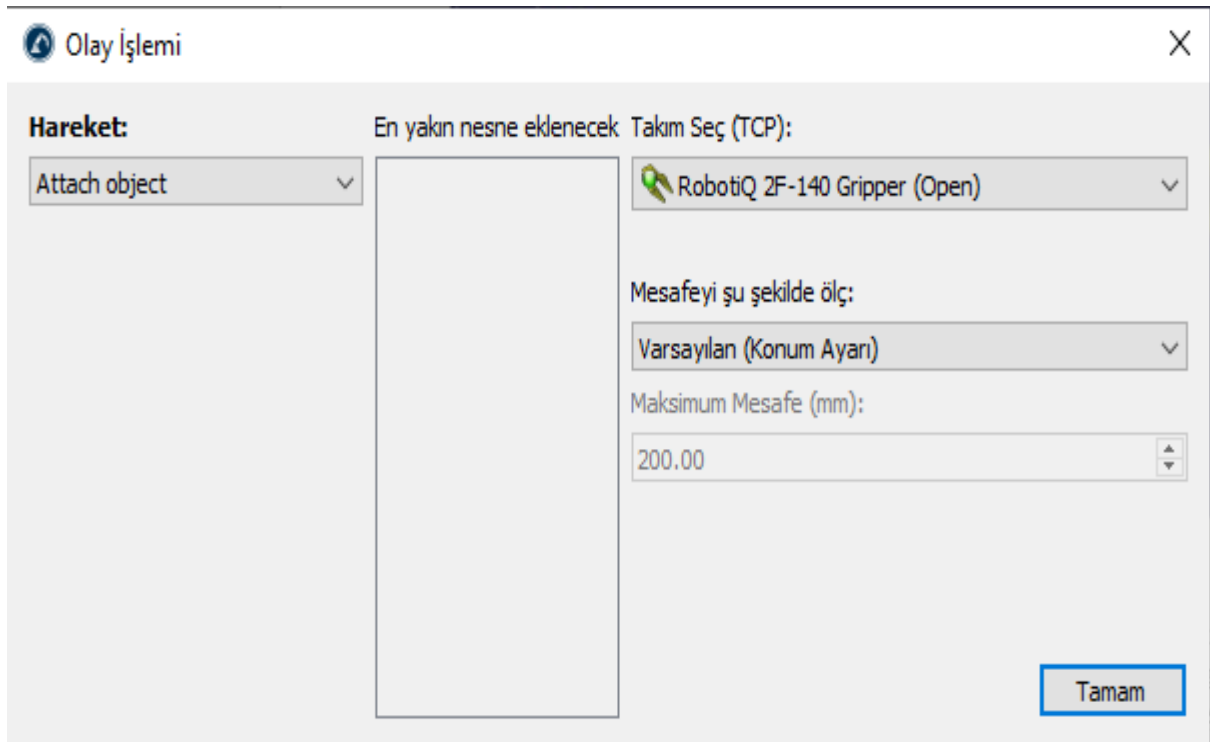 Olay İşlemi
Hareket:
Attach object
En yakın nesne eklenecek
Takım Seç (TCP):
RobotiQ 2F-140 Gripper (Open)
Mesafeyi şu şekilde ölç:
Varsayılan (Konum Ayarı)
Maksimum Mesafe (mm):
200.00
Tamam